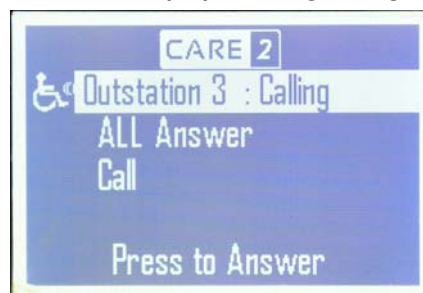 CARE 2
Outstation 3 : Calling
ALL Answer
Call
Press to Answer